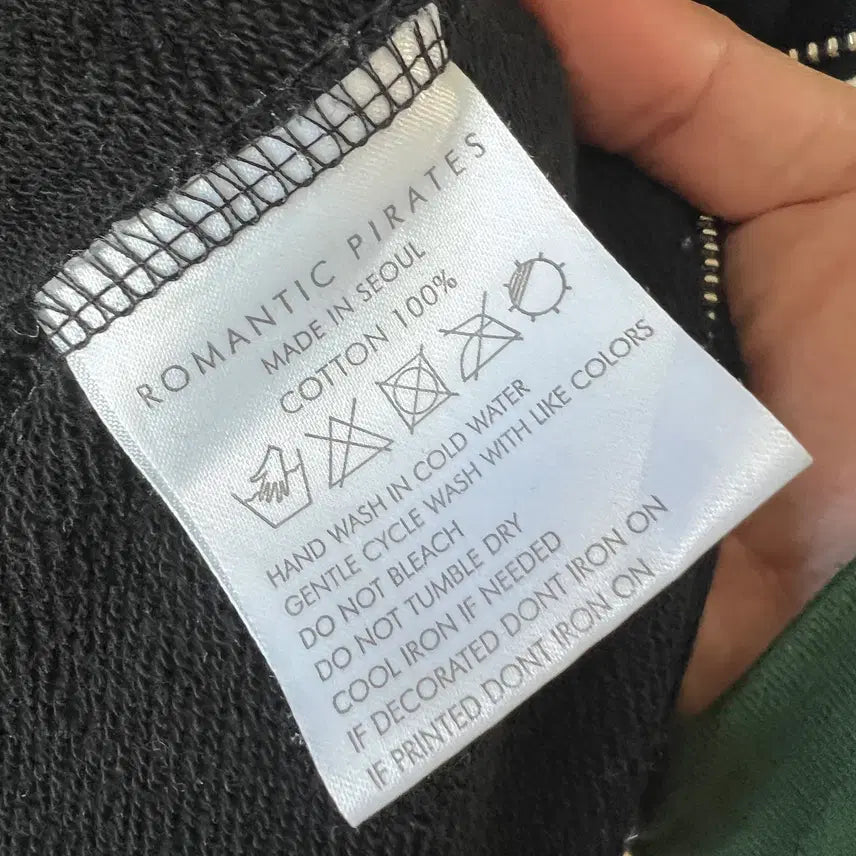 ROMANTIC PIRATES
MADE IN SEOUL
COTTON 100%
HAND WASH IN COLD WATER
GENTLE CYCLE WASH WITH LIKE COLORS
DO NOT BLEACH
DO NOT TUMBLE DRY
COOL IRON IF NEEDED
IF DECORATED DONT IRON ON
IF PRINTED DONT IRON ON